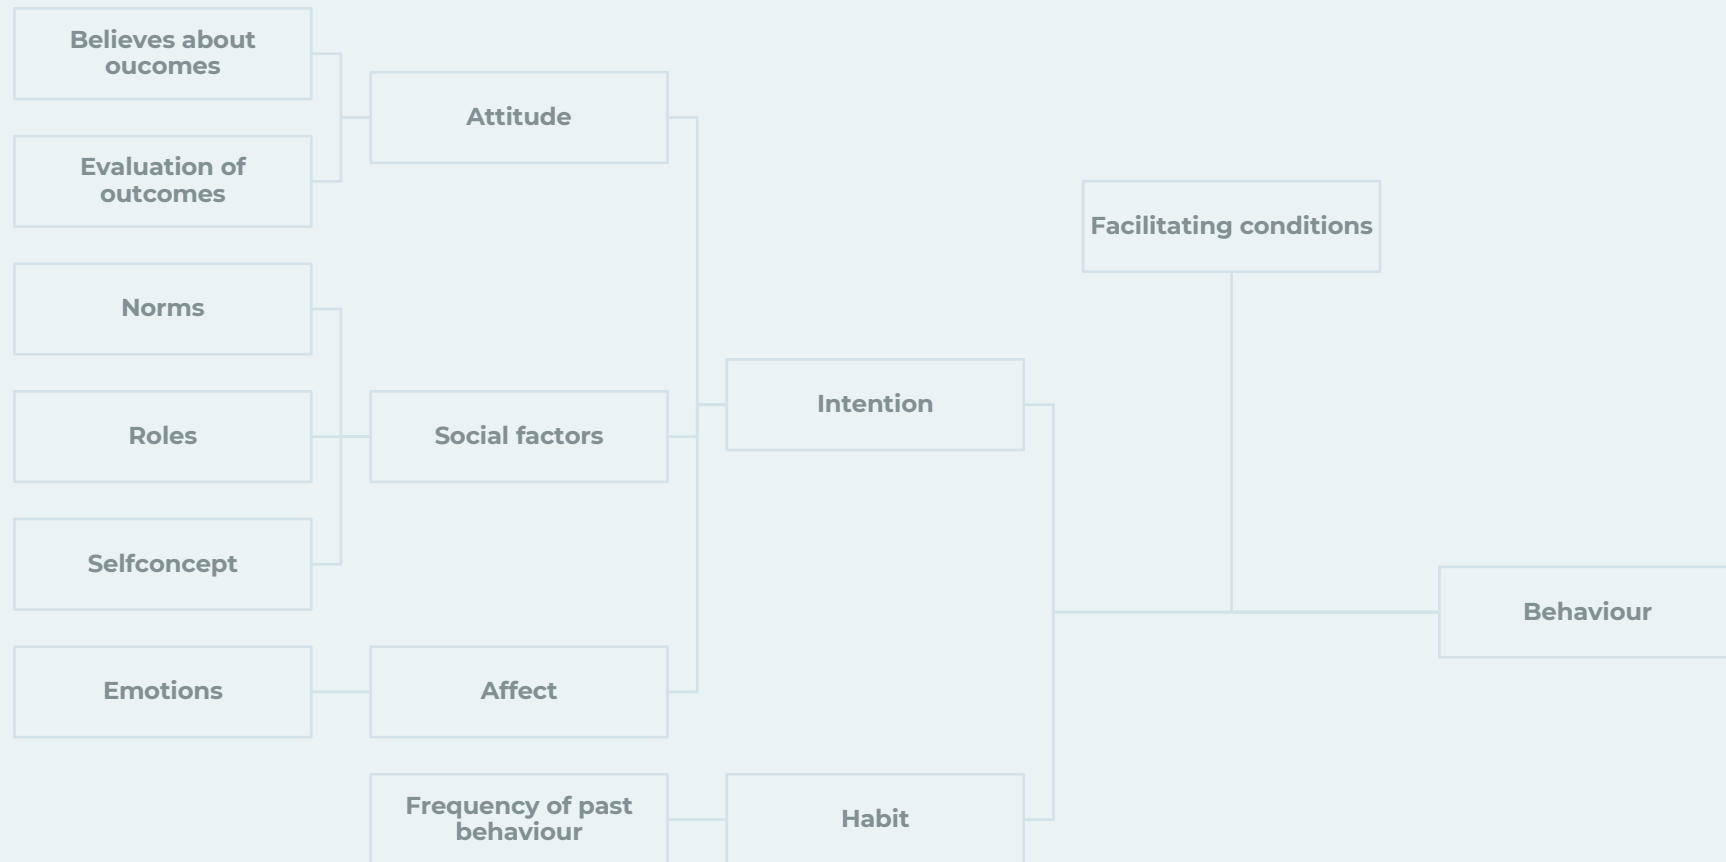 Believes about
oucomes
Attitude
Evaluation of
outcomes
Facilitating conditions
Norms
Intention
Roles
Social factors
Selfconcept
Behaviour
Emotions
Affect
Frequency of past
behaviour
Habit